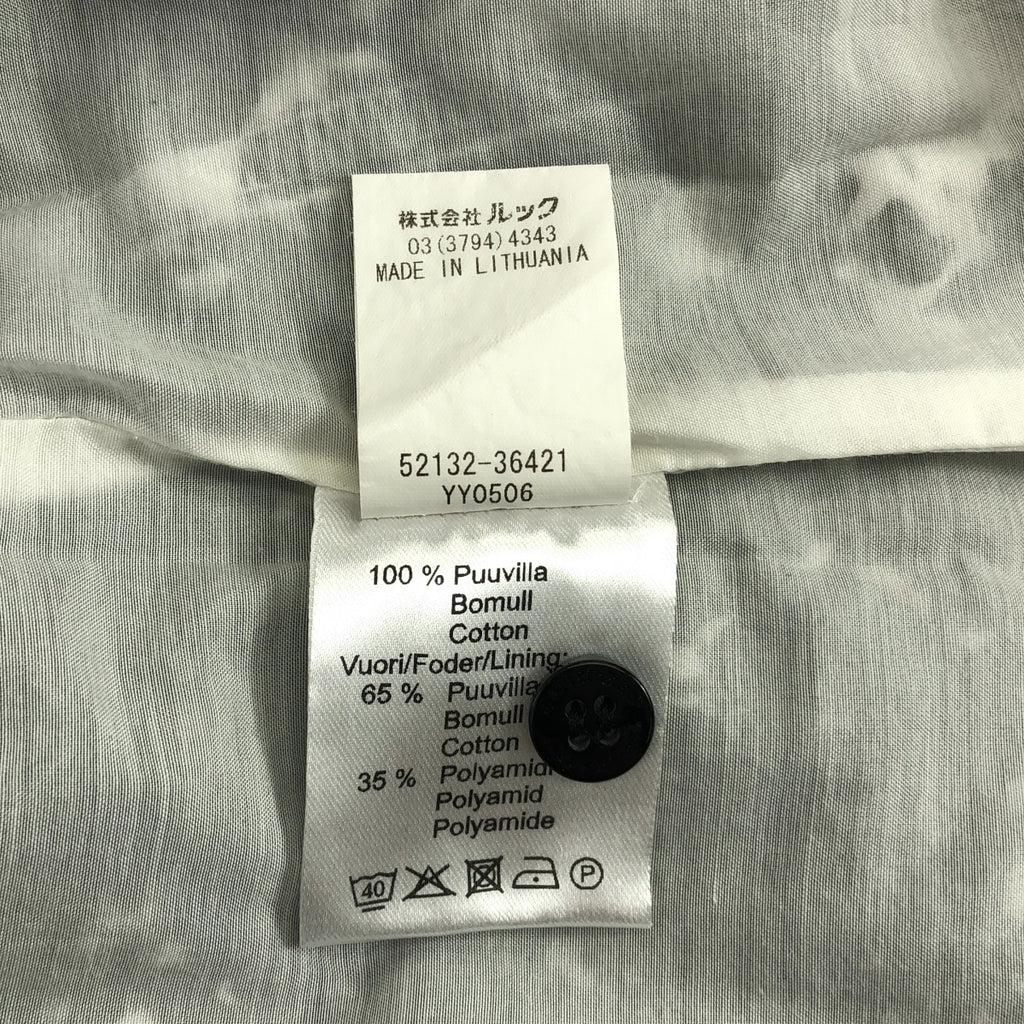 株式会社 ルック
03(3794)4343
MADE IN LITHUANIA
52132-36421
YY0506
100 % Puuvilla
Bomull
Cotton
Vuori/Foder/Lining:
65 % Puuvilla
Bomull
Cotton
35 % Polyamidi
Polyamid
Polyamide
40 P